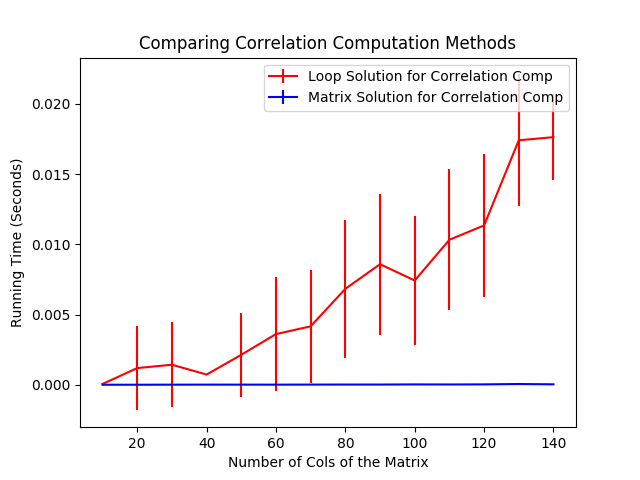 Comparing Correlation Computation Methods
Loop Solution for Correlation Comp
Matrix Solution for Correlation Comp
Running Time (Seconds)
0.020
0.015
0.010
0.005
0.000
20 40 60 80 100 120 140
Number of Cols of the Matrix